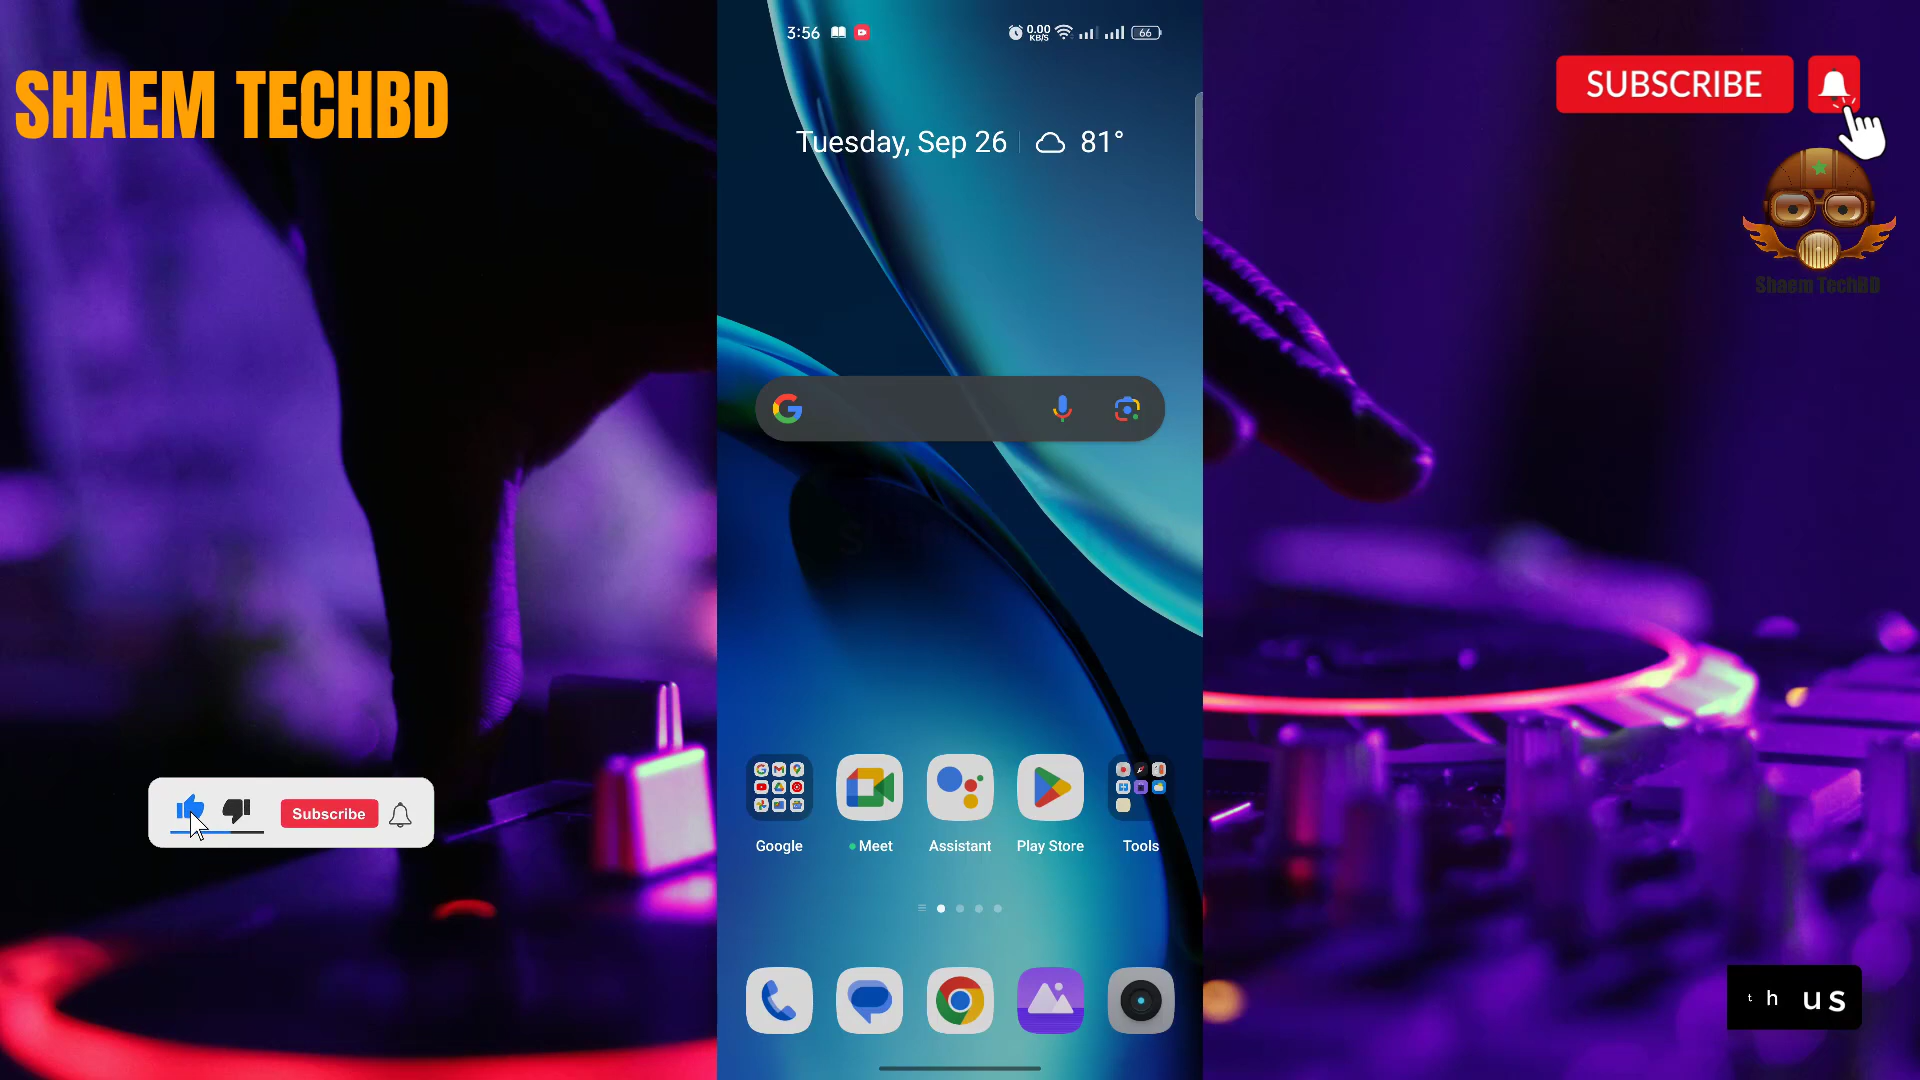 SHAEM TECHBD
3:56
0.00
KB/S
66
Tuesday, Sep 26
81°
SUBSCRIBE
Shaem TechBD
Google
Meet
Assistant
Play Store
Tools
Subscribe
t h us